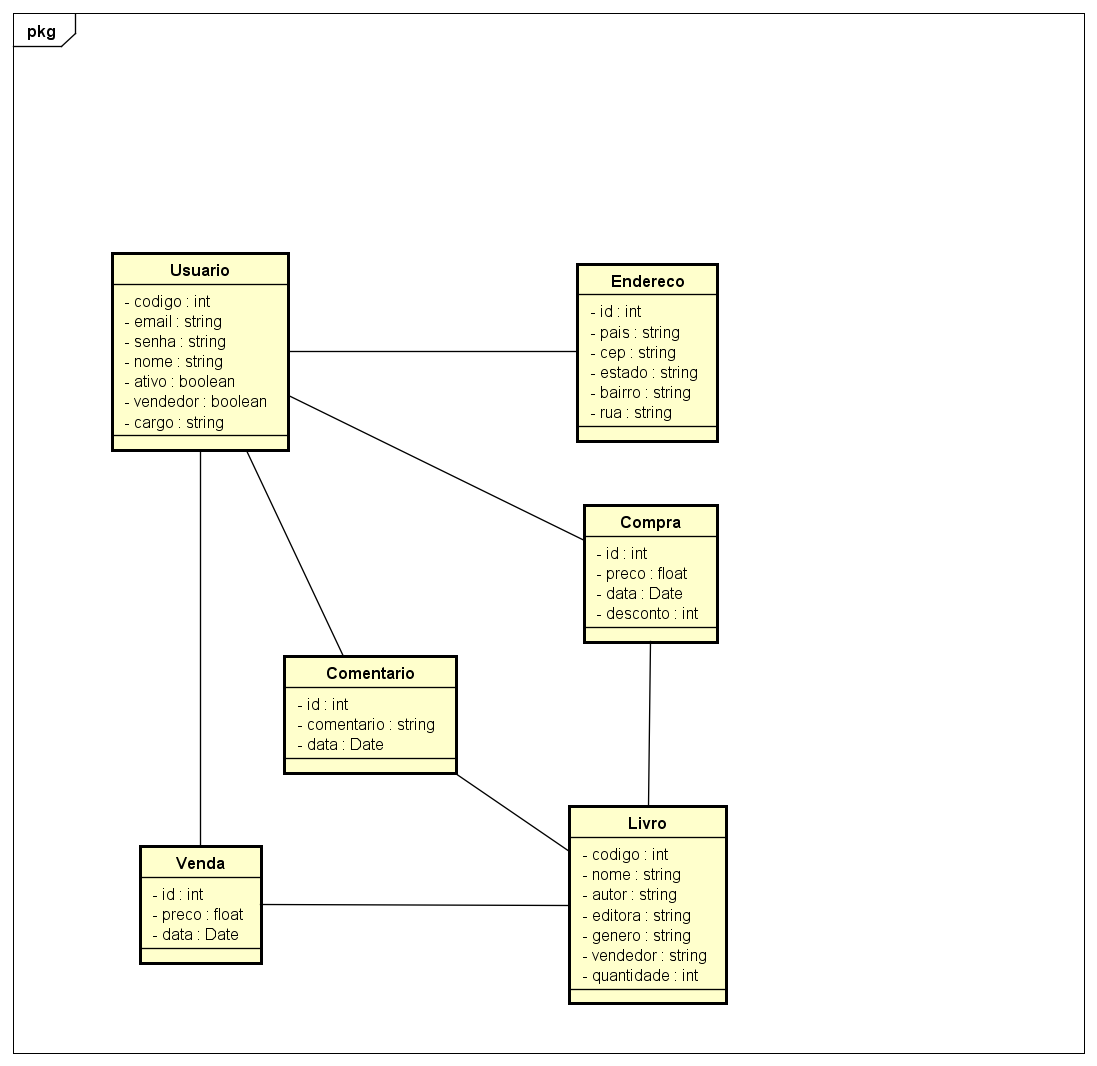 pkg
Usuario
- codigo : int
- email : string
- senha : string
- nome : string
- ativo : boolean
- vendedor : boolean
- cargo : string
Endereco
- id : int
- pais : string
- cep : string
- estado : string
- bairro : string
- rua : string
Compra
- id : int
- preco : float
- data : Date
- desconto : int
Comentario
- id : int
- comentario : string
- data : Date
Venda
- id : int
- preco : float
- data : Date
Livro
- codigo : int
- nome : string
- autor : string
- editora : string
- genero : string
- vendedor : string
- quantidade : int